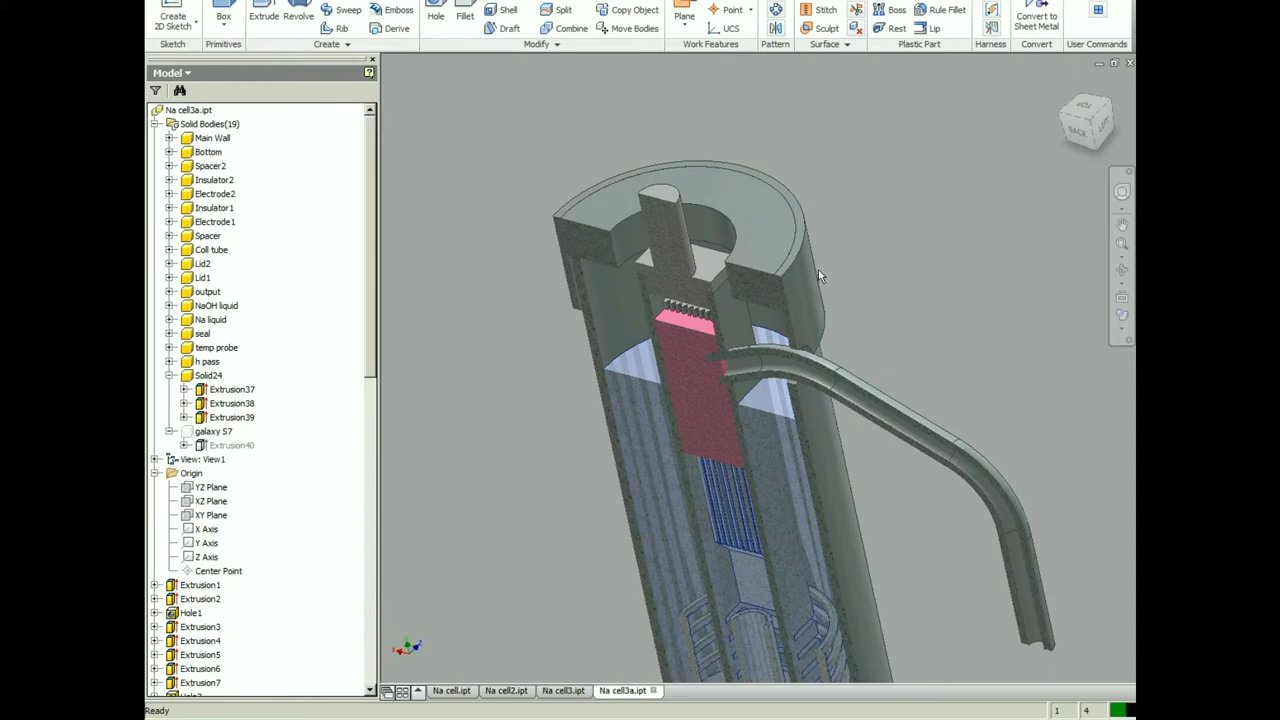 Create 2D Sketch
Box
Extrude
Revolve
Sweep
Emboss
Rib
Derive
Hole
Fillet
Shell
Split
Copy Object
Draft
Combine
Move Bodies
Plane
Point
UCS
Stitch
Sculpt
Boss
Rule Fillet
Rest
Lip
Convert to Sheet Metal
Sketch
Primitives
Create
Modify
Work Features
Pattern
Surface
Plastic Part
Harness
Convert
User Commands
Model
Na cell3a.ipt
Solid Bodies(19)
Main Wall
Bottom
Spacer2
Insulator2
Electrode2
Insulator1
Electrode1
Spacer
Coll tube
Lid2
Lid1
output
NaOH liquid
Na liquid
seal
temp probe
h pass
Solid24
Extrusion37
Extrusion38
Extrusion39
galaxy S7
Extrusion40
View: View1
Origin
YZ Plane
XZ Plane
XY Plane
X Axis
Y Axis
Z Axis
Center Point
Extrusion1
Extrusion2
Hole1
Extrusion3
Extrusion4
Extrusion5
Extrusion6
Extrusion7
BACK
LEFT
Na cell.ipt
Na cell2.ipt
Na cell3.ipt
Na cell3a.ipt
Ready
1
4